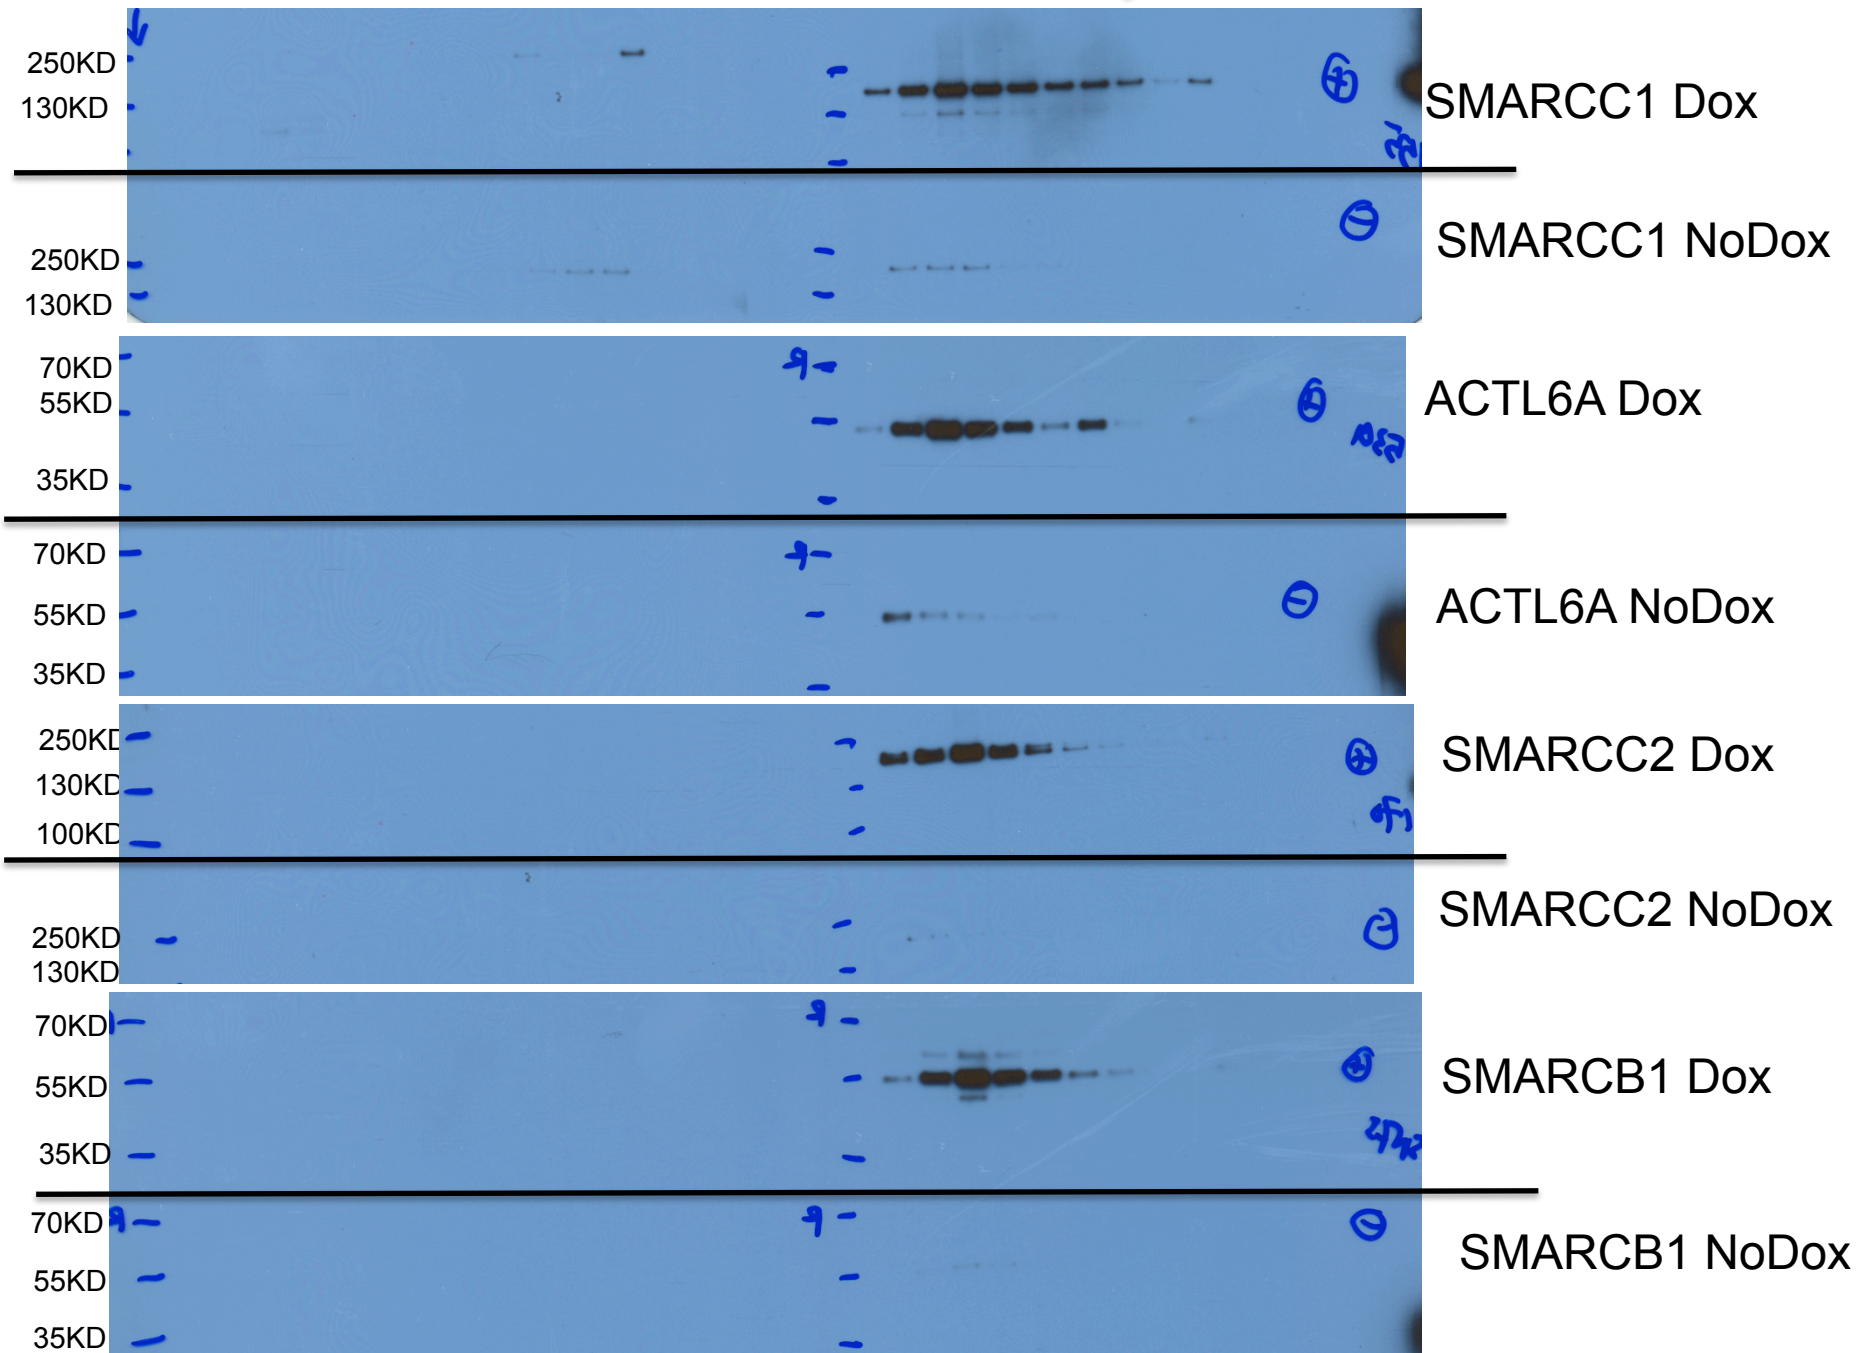 250KD
130KD
SMARCC1 Dox
SMARCC1 NoDox
250KD
130KD
70KD
55KD
ACTL6A Dox
35KD
70KD
55KD
ACTL6A NoDox
35KD
250KD
SMARCC2 Dox
130KD
100KD
SMARCC2 NoDox
250KD
130KD
70KD
55KD
SMARCB1 Dox
35KD
70KD
SMARCB1 NoDox
55KD
35KD